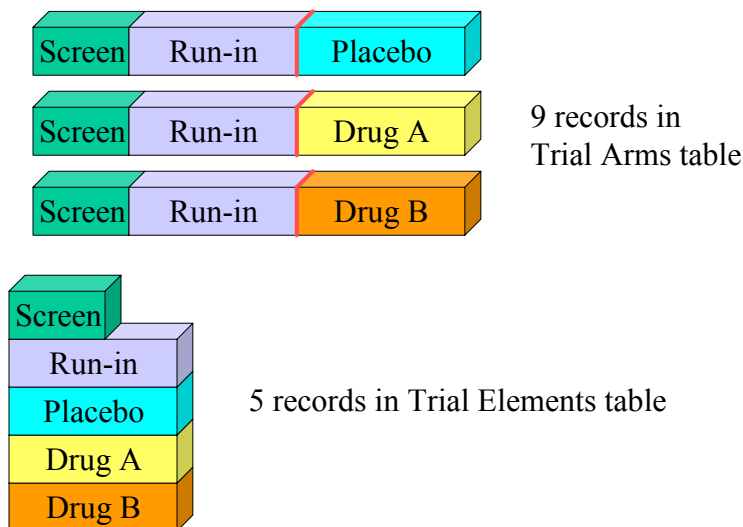 Screen Run-in Placebo
Screen Run-in Drug A
9 records in
Trial Arms table
Screen Run-in Drug B
Screen
Run-in
Placebo
5 records in Trial Elements table
Drug A
Drug B